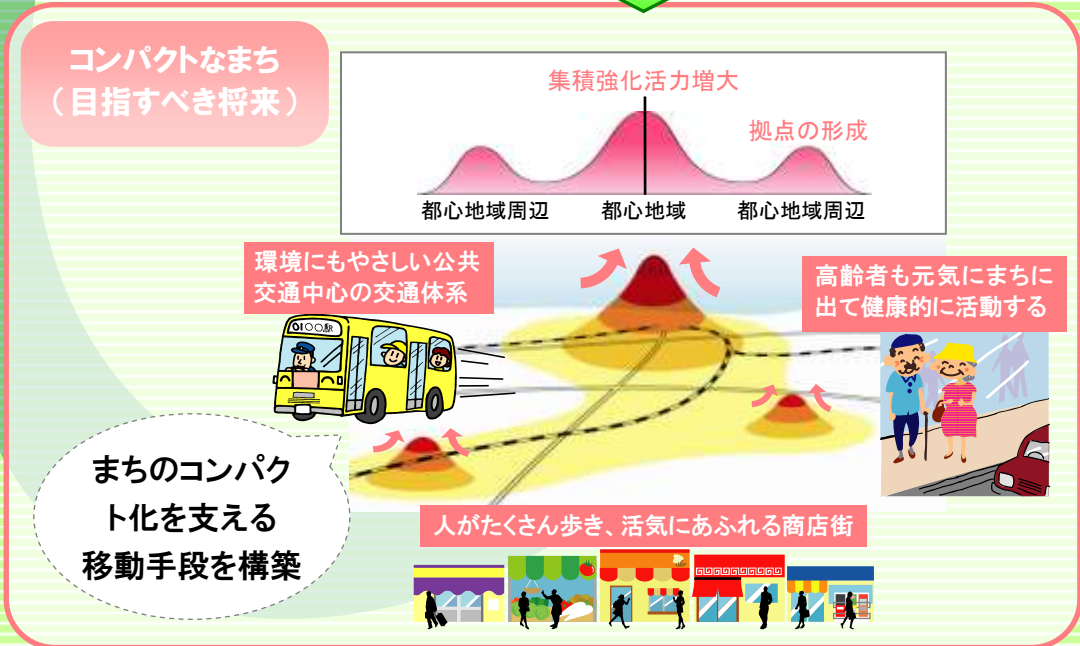 コンパクトなまち
（目指すべき将来）
集積強化活力増大
拠点の形成
都心地域周辺
都心地域
都心地域周辺
環境にもやさしい公共
交通中心の交通体系
高齢者も元気にまちに
出て健康的に活動する
○○駅
まちのコンパク
ト化を支える
移動手段を構築
人がたくさん歩き、活気にあふれる商店街